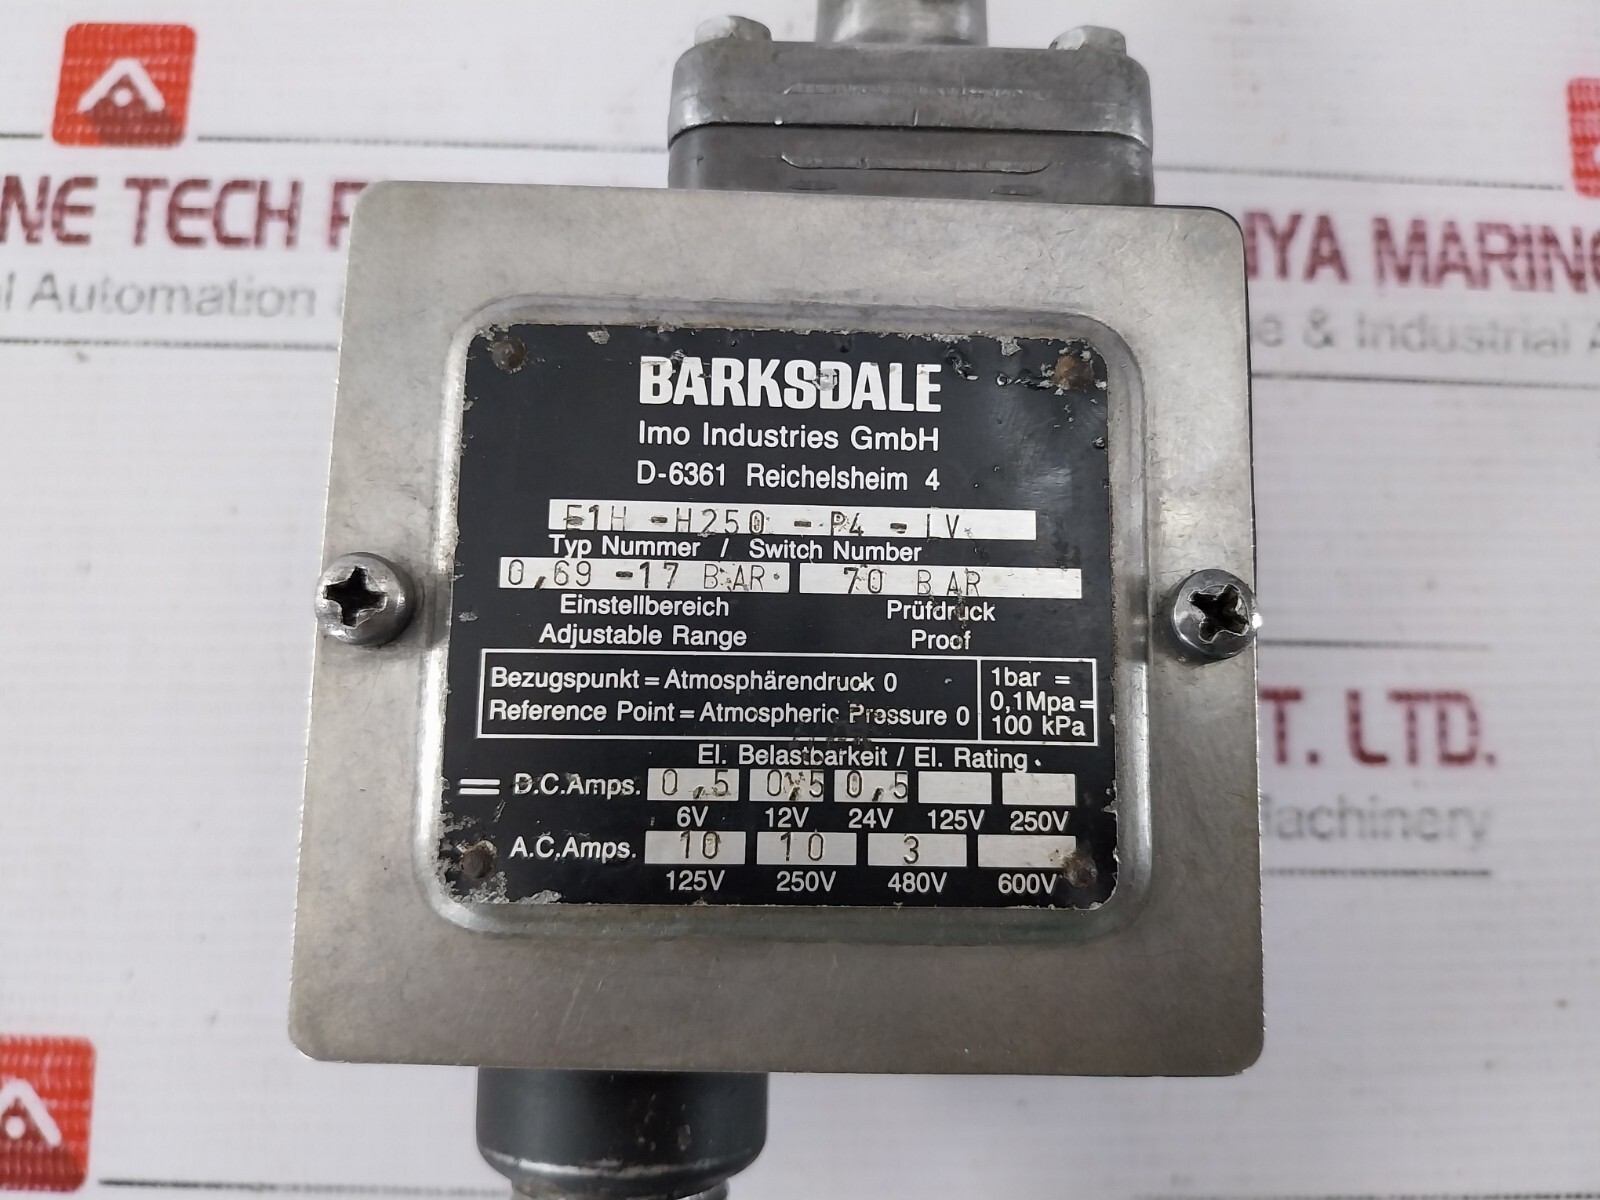 NE TECH
NYA MARINE
l Automation
e & Industrial A
BARKSDALE
Imo Industries GmbH
D-6361 Reichelsheim 4
E1H-H250-P4-LV
Typ Nummer / Switch Number
0,69-17 BAR 70 BAR
Einstellbereich Prüfdruck
Adjustable Range Proof
Bezugspunkt = Atmosphärendruck 0
Reference Point = Atmospheric Pressure 0
1bar =
0,1Mpa =
100 kPa
El. Belastbarkeit / El. Rating
D.C.Amps. 0,5 0,5 0,5
6V 12V 24V 125V 250V
A.C.Amps. 10 10 3
125V 250V 480V 600V
T. LTD.
Machinery